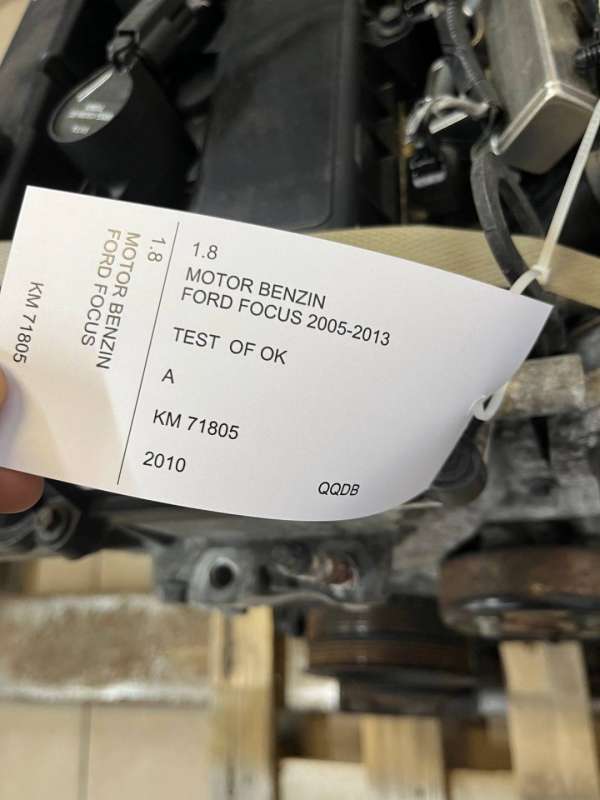 1.8
MOTOR BENZIN
FORD FOCUS
KM 71805
1.8
MOTOR BENZIN
FORD FOCUS 2005-2013
TEST OF OK
A
KM 71805
2010
QQDB